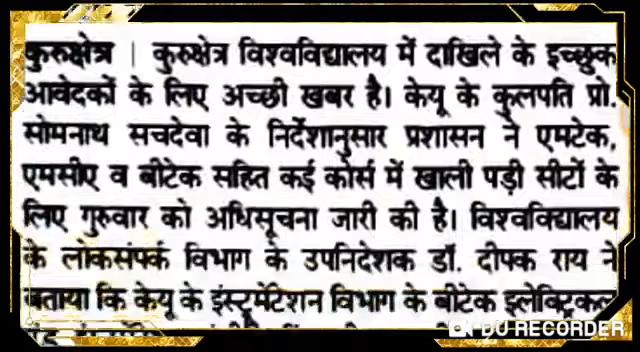 कुरुक्षेत्र | कुरुक्षेत्र विश्वविद्यालय में दाखिले के इच्छुक
आवेदकों के लिए अच्छी खबर है। केयू के कुलपति प्रो.
सोमनाथ सचदेवा के निर्देशानुसार प्रशासन ने एमटेक,
एमसीए व बीटेक सहित कई कोर्स में खाली पड़ी सीटों के
लिए गुरुवार को अधिसूचना जारी की है। विश्वविद्यालय
के लोकसंपर्क विभाग के उपनिदेशक डॉ. दीपक राय ने
बताया कि केयू के इंस्ट्रूमेंटेशन विभाग के बीटेक इलेक्ट्रिकल
DU RECORDER